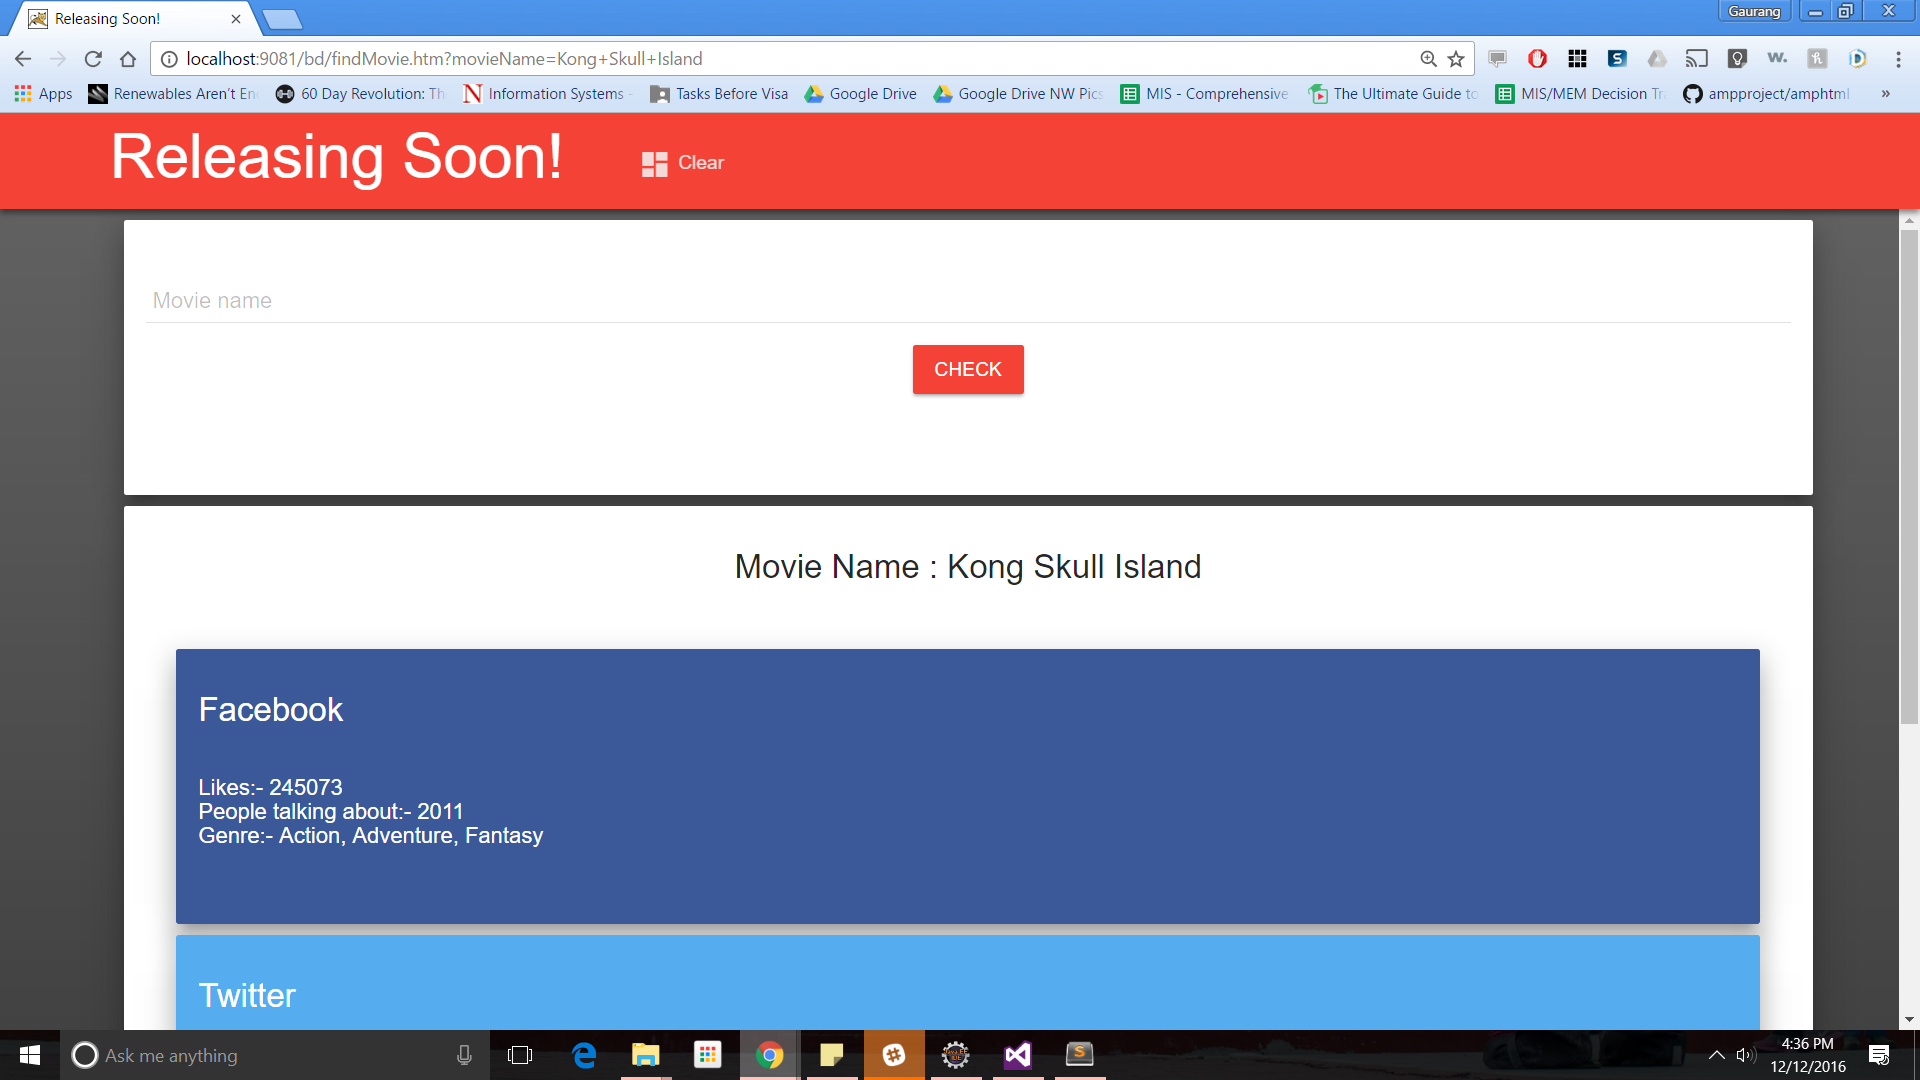 Releasing Soon!
Gaurang
localhost:9081/bd/findMovie.htm?movieName=Kong+Skull+Island
Apps
Renewables Aren't En
60 Day Revolution: Th
Information Systems -
Tasks Before Visa
Google Drive
Google Drive NW Pics
MIS - Comprehensive
The Ultimate Guide to
MIS/MEM Decision Tr
ampproject/amphtml
»
Releasing Soon!
Clear
Movie name
CHECK
Movie Name : Kong Skull Island
Facebook
Likes:- 245073
People talking about:- 2011
Genre:- Action, Adventure, Fantasy
Twitter
Ask me anything
4:36 PM
12/12/2016